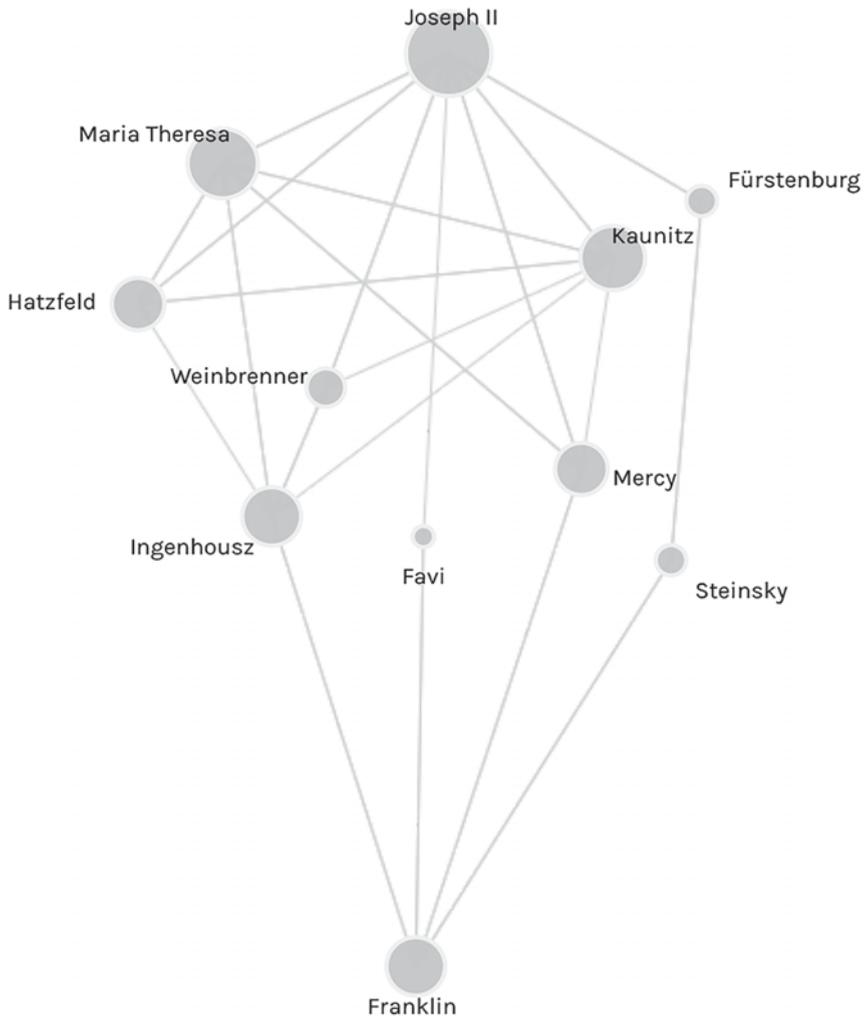 Joseph II
Maria Theresa
Fürstenburg
Kaunitz
Hatzfeld
Weinbrenner
Mercy
Ingenhousz
Favi
Steinsky
Franklin